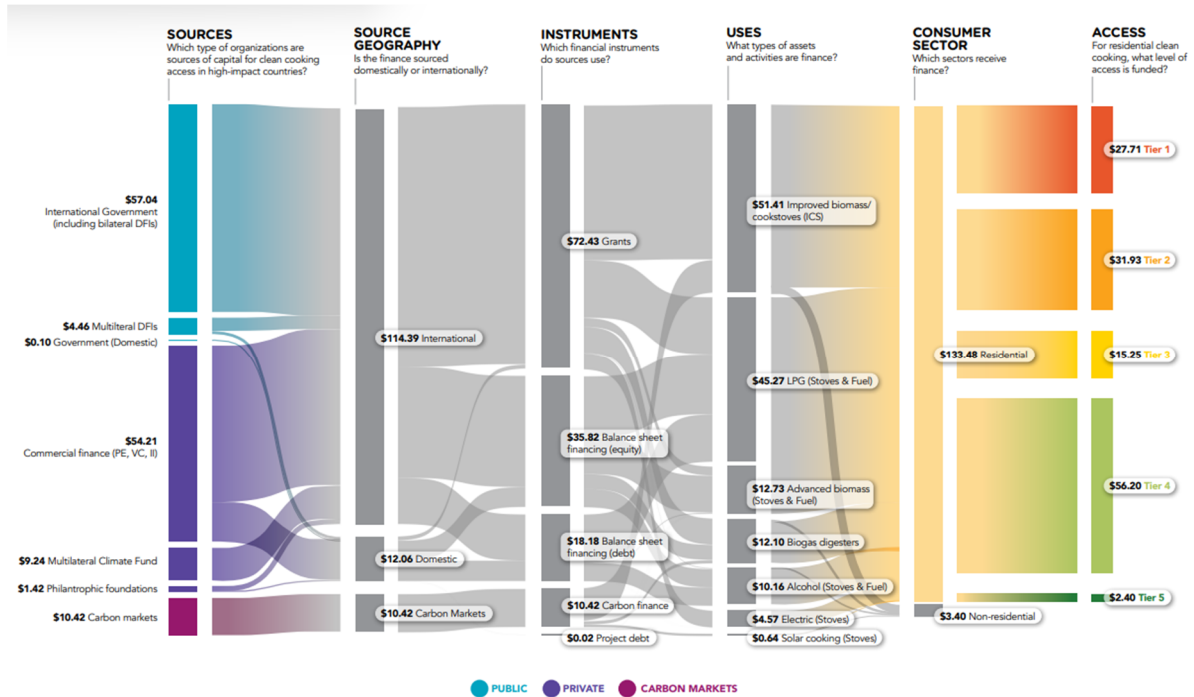 SOURCES
Which type of organizations are
sources of capital for clean cooking
access in high-impact countries?
SOURCE
GEOGRAPHY
Is the finance sourced
domestically or internationally?
INSTRUMENTS
Which financial instruments
do sources use?
USES
What types of assets
and activities are finance?
CONSUMER
SECTOR
Which sectors receive
finance?
ACCESS
For residential clean
cooking, what level of
access is funded?
$57.04
International Government
(including bilateral DFIs)
$4.46 Multilteral DFIs
$0.10 Government (Domestic)
$54.21
Commercial finance (PE, VC, II)
$9.24 Multilateral Climate Fund
$1.42 Philantrophic foundations
$10.42 Carbon markets
$114.39 International
$12.06 Domestic
$10.42 Carbon Markets
$72.43 Grants
$35.82 Balance sheet
financing (equity)
$18.18 Balance sheet
financing (debt)
$10.42 Carbon finance
$0.02 Project debt
$51.41 Improved biomass/
cookstoves (ICS)
$45.27 LPG (Stoves & Fuel)
$12.73 Advanced biomass
(Stoves & Fuel)
$12.10 Biogas digesters
$10.16 Alcohol (Stoves & Fuel)
$4.57 Electric (Stoves)
$0.64 Solar cooking (Stoves)
$133.48 Residential
$3.40 Non-residential
$27.71 Tier 1
$31.93 Tier 2
$15.25 Tier 3
$56.20 Tier 4
$2.40 Tier 5
PUBLIC
PRIVATE
CARBON MARKETS